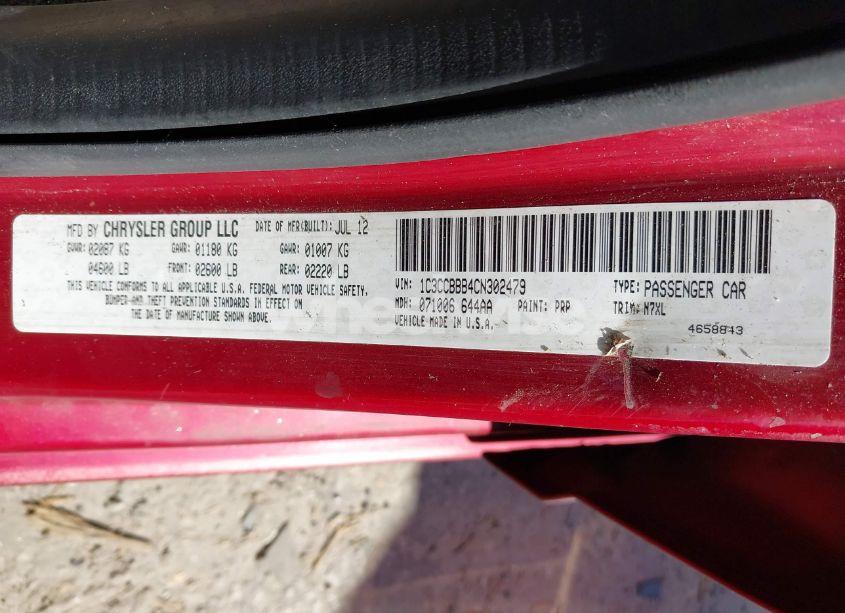 MFD BY CHRYSLER GROUP LLC DATE OF MFR(BUILT): JUL 12
GVWR: 02087 KG GAWR: 01180 KG GAWR: 01007 KG
04600 LB FRONT: 02600 LB REAR: 02220 LB
THIS VEHICLE CONFORMS TO ALL APPLICABLE U.S.A. FEDERAL MOTOR VEHICLE SAFETY,
BUMPER-AND THEFT PREVENTION STANDARDS IN EFFECT ON
THE DATE OF MANUFACTURE SHOWN ABOVE.
VIN: 1C3CCBBB4CN302479 TYPE: PASSENGER CAR
MDH: 071006 644AA PAINT: PRP TRIM: M7XL
VEHICLE MADE IN U.S.A. 4658843